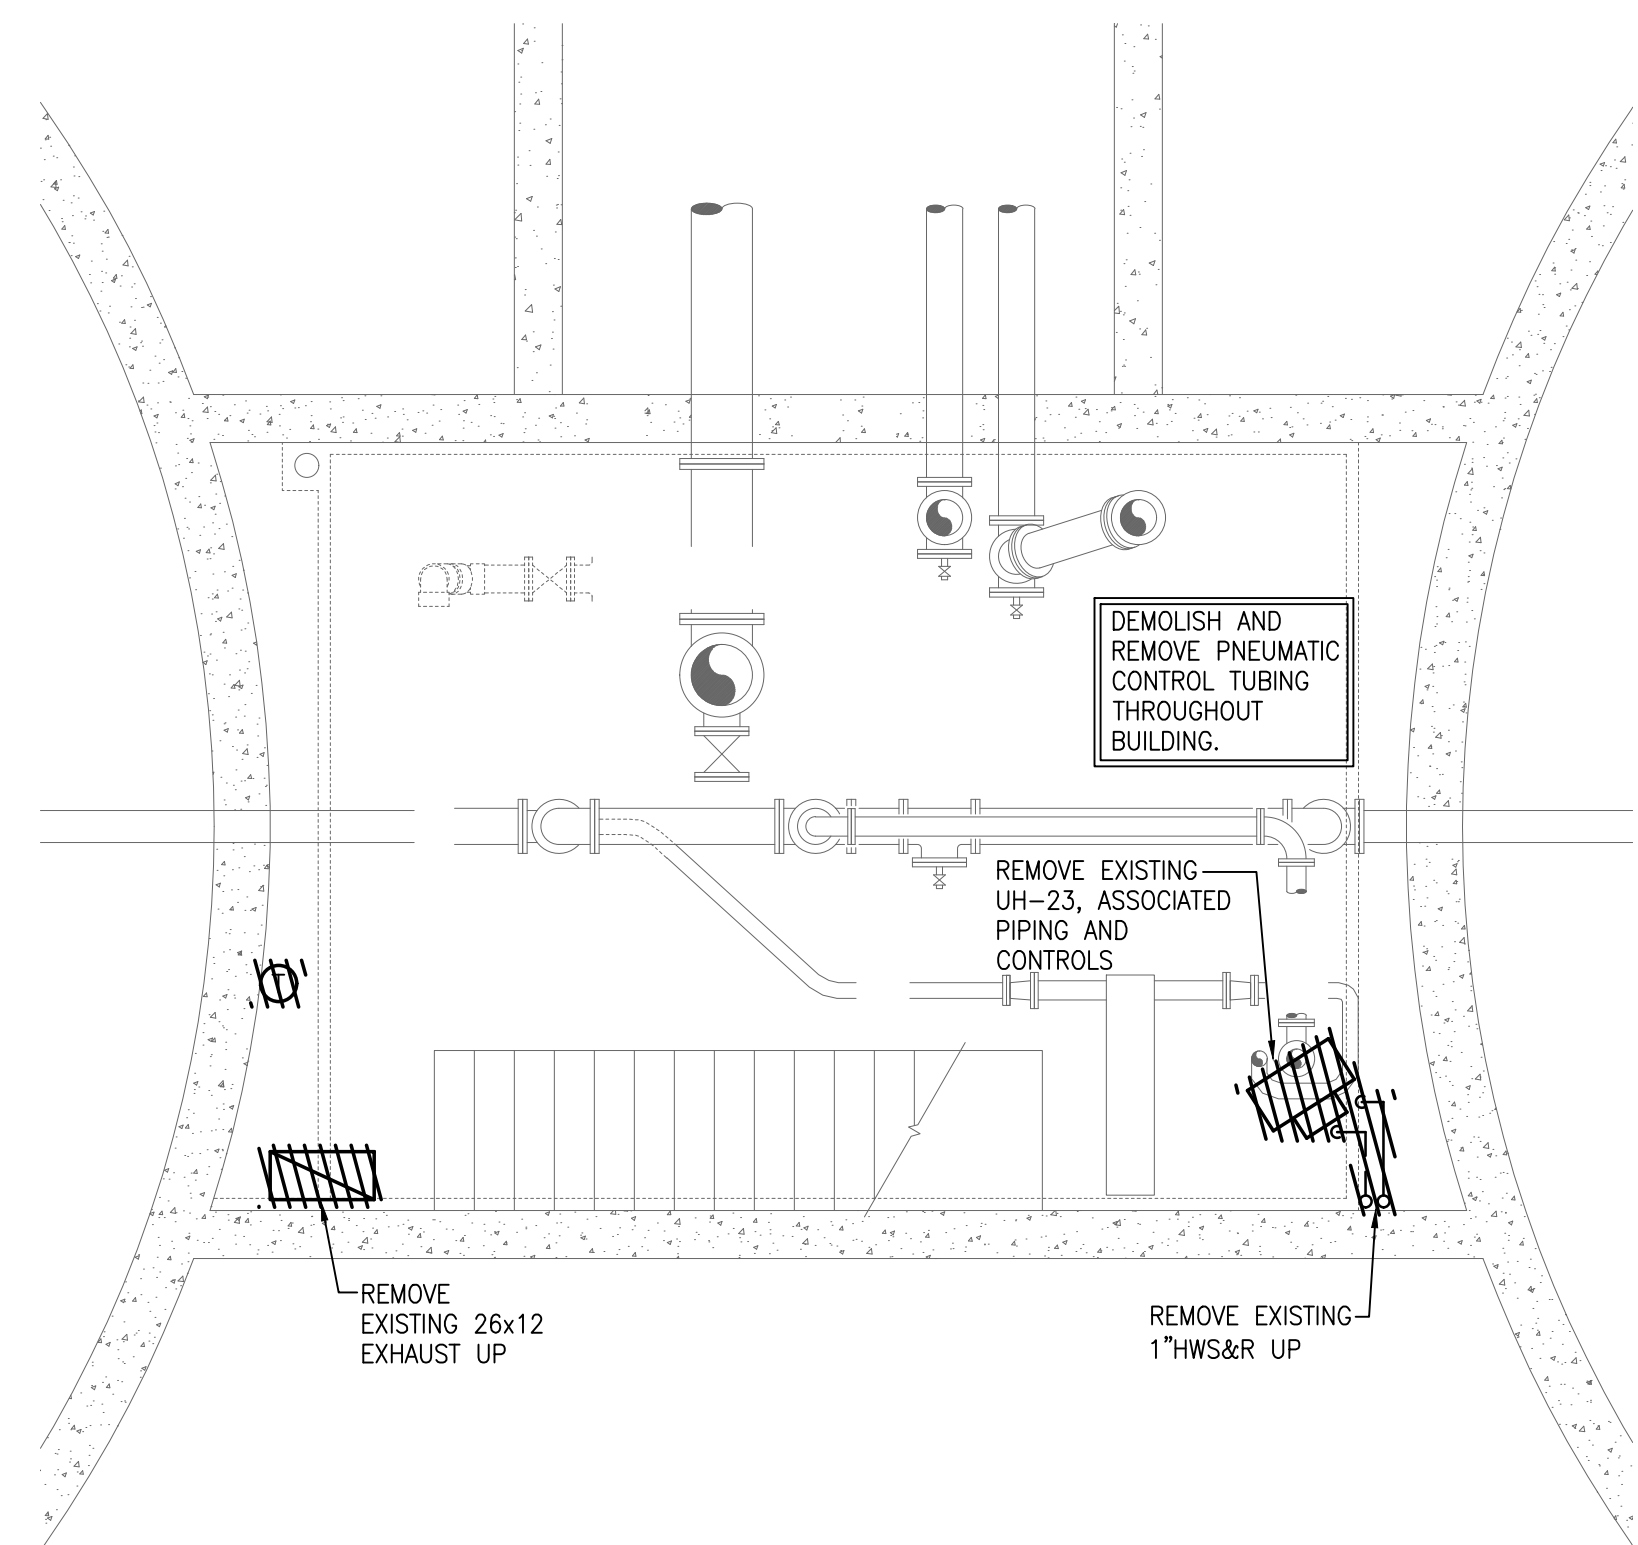 DEMOLISH AND
REMOVE PNEUMATIC
CONTROL TUBING
THROUGHOUT
BUILDING.
REMOVE EXISTING
UH-23, ASSOCIATED
PIPING AND
CONTROLS
T
REMOVE
EXISTING 26x12
EXHAUST UP
REMOVE EXISTING
1"HWS&R UP